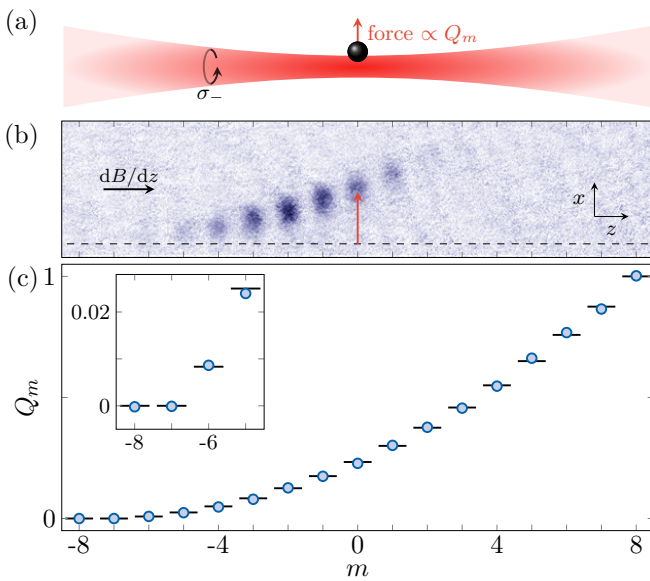 (a)
force ∝ Q_m
σ_−
(b)
dB/dz
x
z
(c)
1
0
Q_m
0.02
0
-8
-6
-8
-4
0
4
8
m